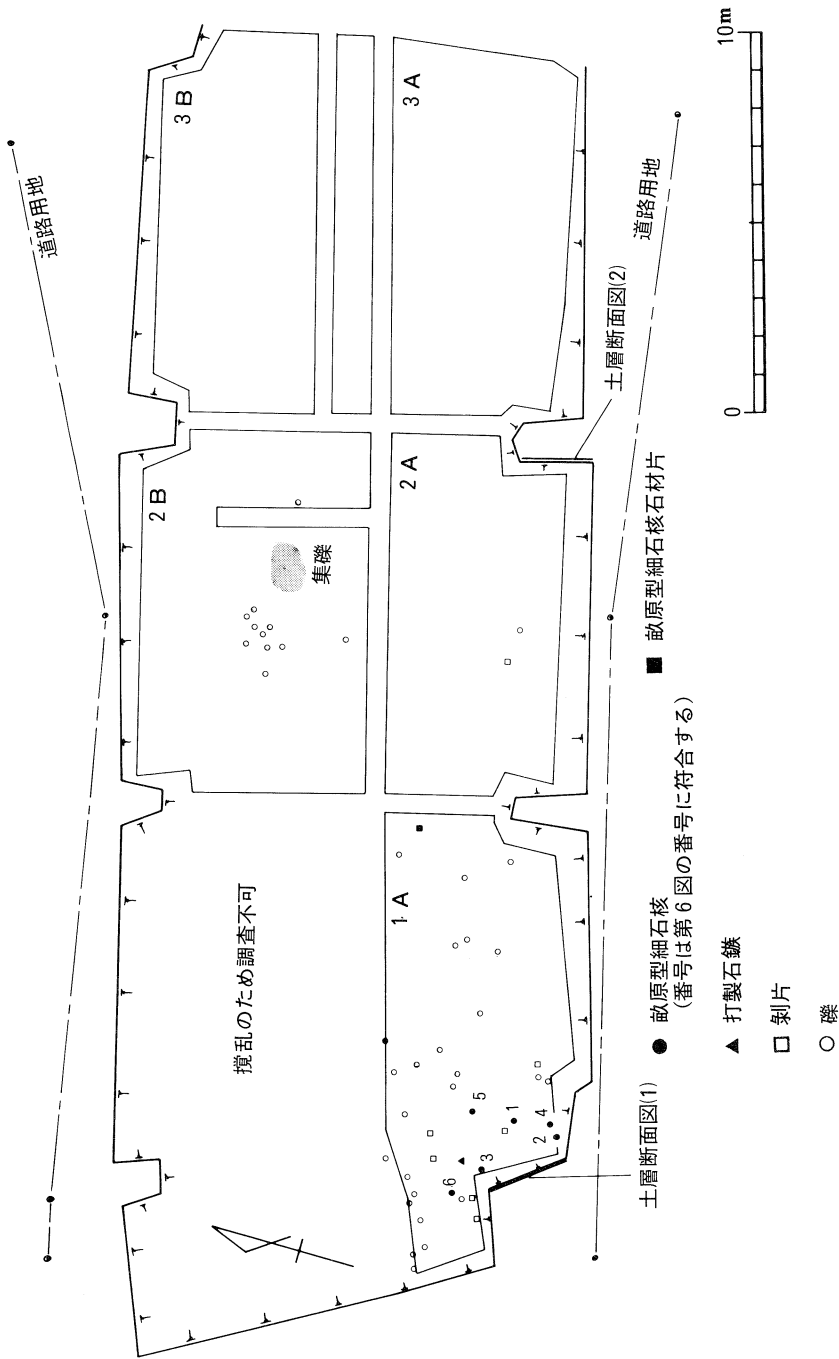 道路用地
3B
3A
2B
集礫
2A
攪乱のため調査不可
1A
5
1
4
2
3
6
道路用地
土層断面図(2)
土層断面図(1)
0
10m
● 畝原型細石核
(番号は第6図の番号に符合する)
■ 畝原型細石核石材片
▲ 打製石鏃
□ 剝片
○ 礫